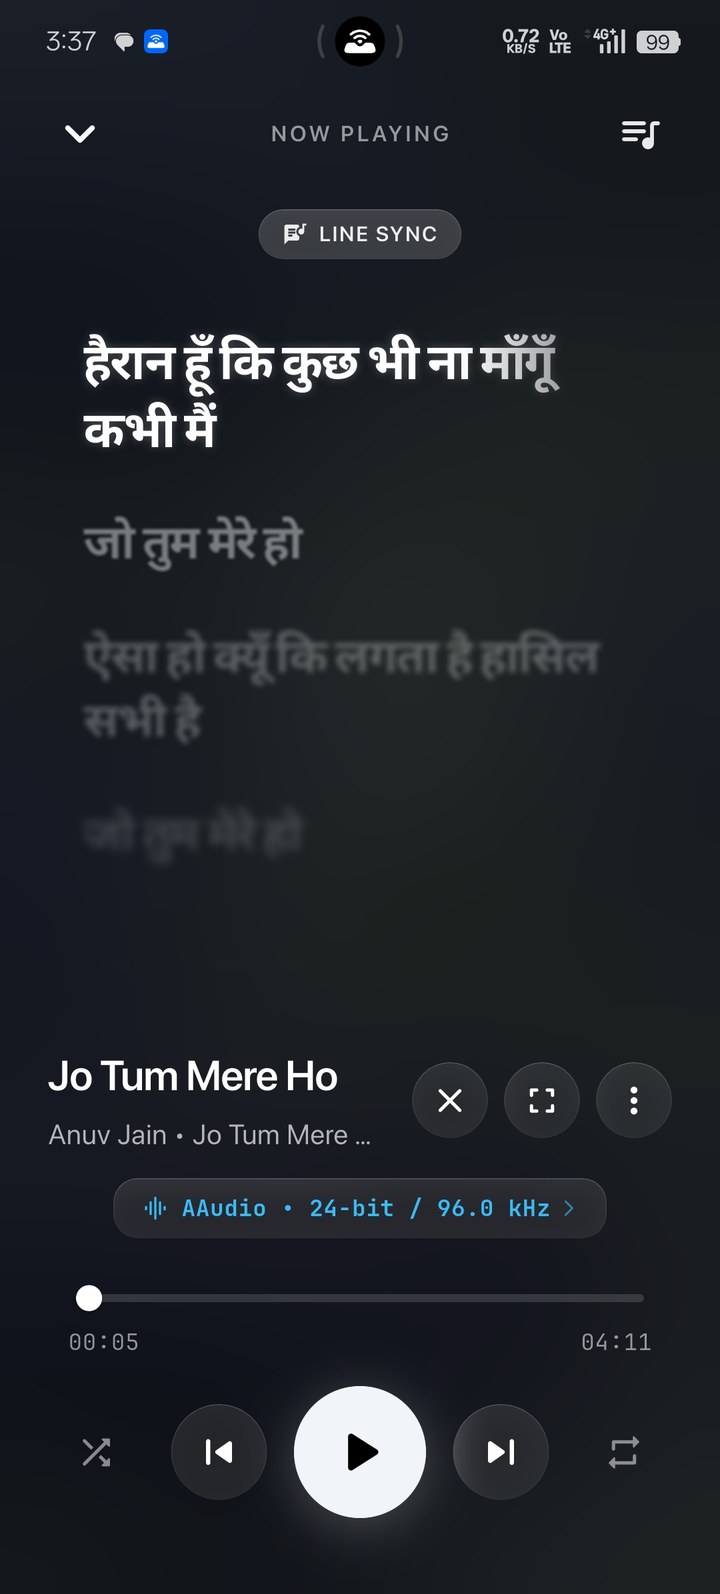 3:37
0.72 KB/S Vo LTE 4G+ 99
NOW PLAYING
LINE SYNC
हैरान हूँ कि कुछ भी ना माँगूँ
कभी मैं
जो तुम मेरे हो
ऐसा हो क्यूँ कि लगता है हासिल
सभी है
जो तुम मेरे हो
Jo Tum Mere Ho
Anuv Jain • Jo Tum Mere ...
AAudio • 24-bit / 96.0 kHz >
00:05 04:11